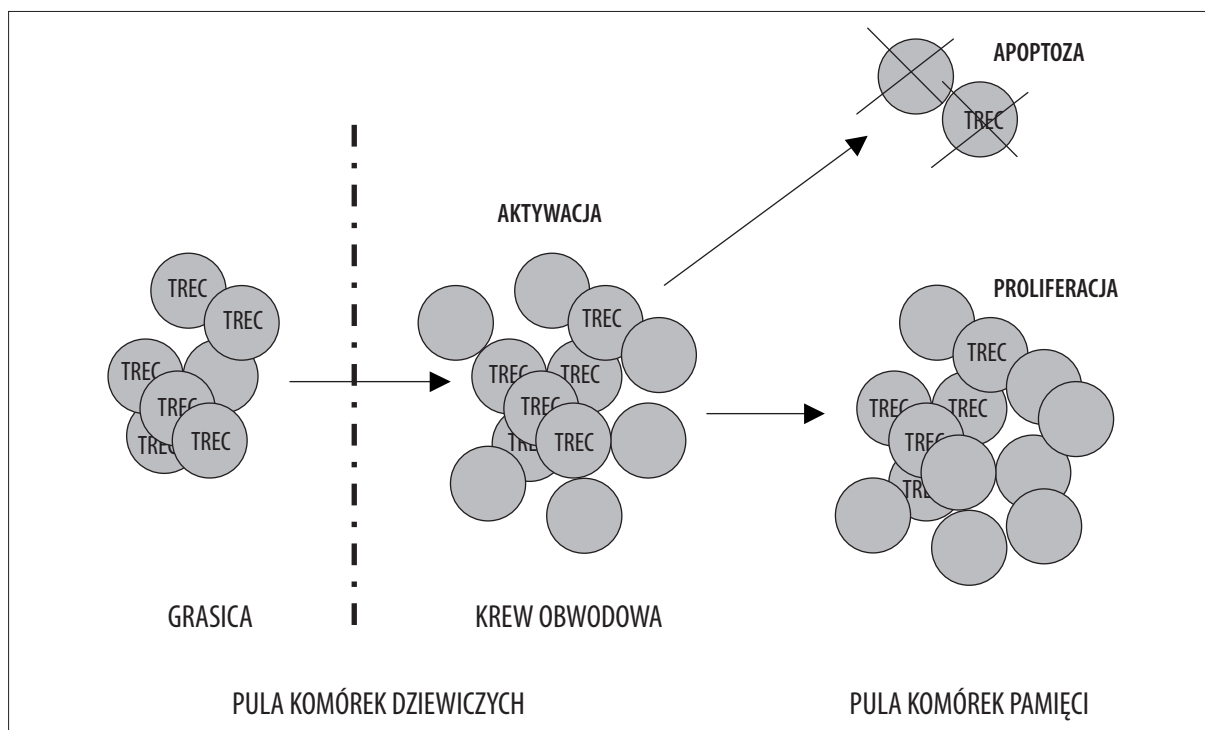 APOPTOZA
TREC
AKTYWACJA
TREC
TREC
TREC
TREC
TREC
TREC
TREC
TREC
TREC
TREC
TREC
TREC
PROLIFERACJA
TREC
TREC
TREC
TREC
GRASICA
KREW OBWODOWA
PULA KOMÓREK DZIEWICZYCH
PULA KOMÓREK PAMIĘCI